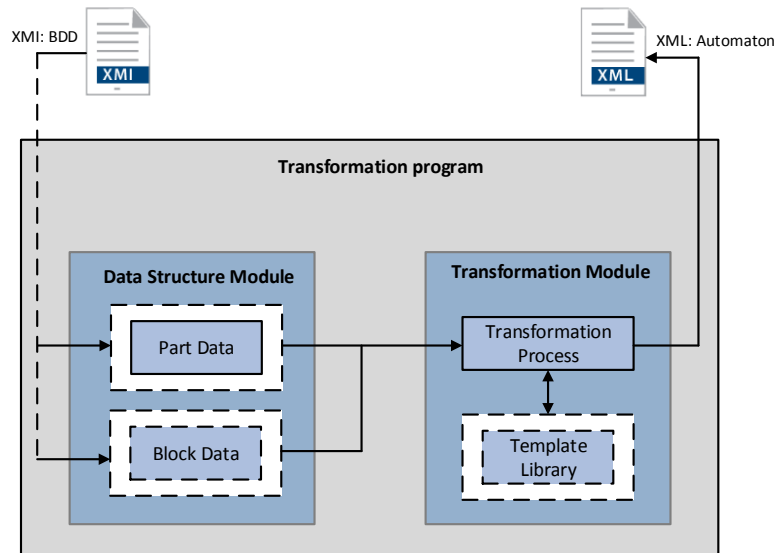 XMI: BDD
XMI
XML
XML: Automaton
Transformation program
Data Structure Module
Transformation Module
Part Data
Transformation
Process
Block Data
Template
Library